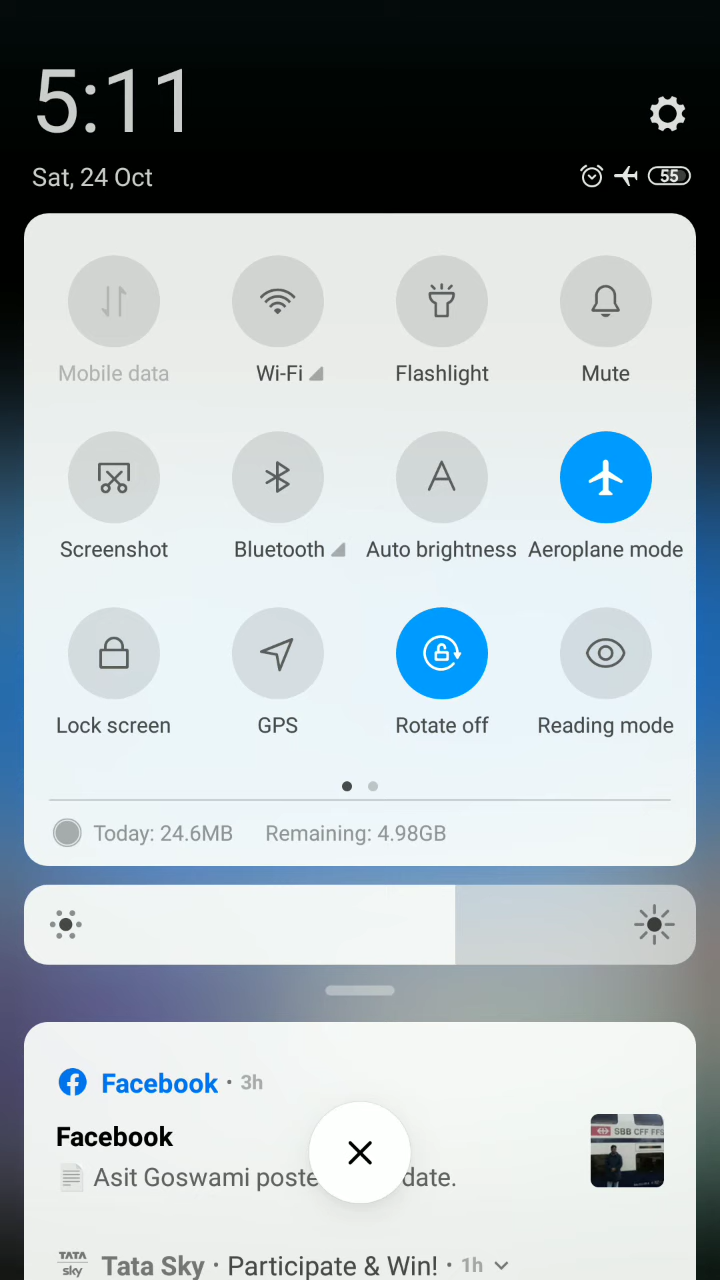 5:11
Sat, 24 Oct
55
Mobile data
Wi-Fi
Flashlight
Mute
Screenshot
Bluetooth
A
Auto brightness
Aeroplane mode
Lock screen
GPS
Rotate off
Reading mode
Today: 24.6MB Remaining: 4.98GB
Facebook · 3h
Facebook
SBB CFF FFS
Asit Goswami poste date.
TATA
sky
Tata Sky · Participate & Win! · 1h